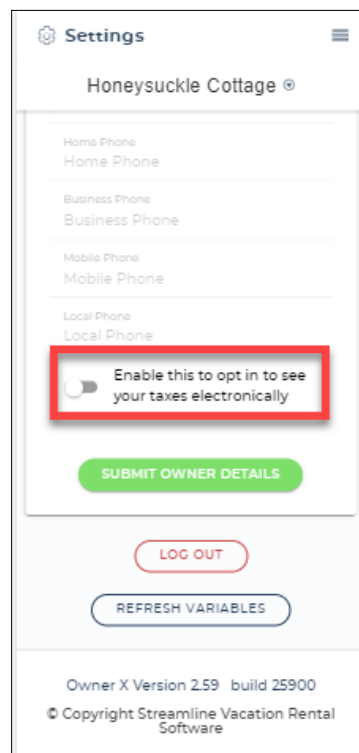 Settings
Honeysuckle Cottage
Home Phone
Home Phone
Business Phone
Business Phone
Mobile Phone
Mobile Phone
Local Phone
Local Phone
Enable this to opt in to see
your taxes electronically
SUBMIT OWNER DETAILS
LOG OUT
REFRESH VARIABLES
Owner X Version 2.59 build 25900
© Copyright Streamline Vacation Rental
Software